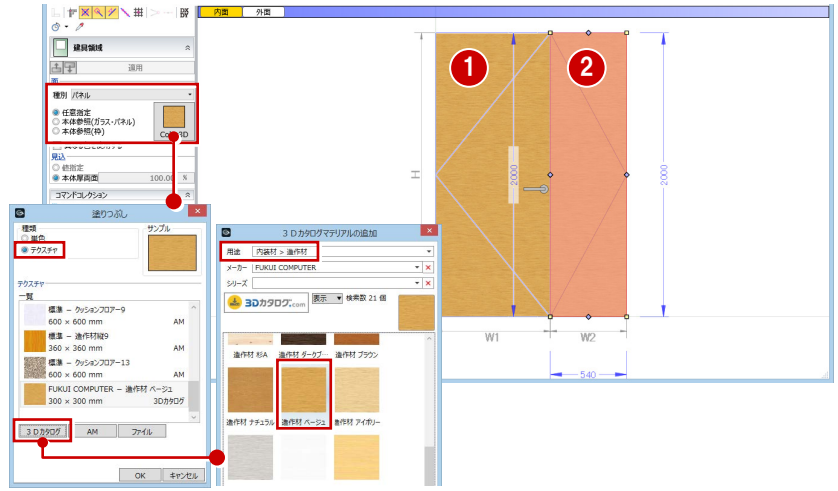 内面 外面
建具領域
適用
面
種別 パネル
任意指定
本体参照(ガラス・パネル)
本体参照(枠)
見込
値指定
本体厚両面 100.00 %
コマンドコレクション
1
2
H
2000
2000
W1
W2
540
塗りつぶし
種類
単色
テクスチャ
サンプル
テクスチャ
一覧
標準 － クッションフロアー9
600 × 600 mm AM
標準 － 造作材縦9
360 × 360 mm AM
標準 － クッションフロアー13
600 × 600 mm AM
FUKUI COMPUTER － 造作材 ベージュ
300 × 300 mm 3Dカタログ
3Dカタログ AM ファイル
OK キャンセル
3Dカタログマテリアルの追加
用途 内装材 > 造作材
メーカー FUKUI COMPUTER
シリーズ
3Dカタログ.com 表示 検索数 21 個
造作材 杉A 造作材 ダークブ… 造作材 ブラウン
造作材 ナチュラル 造作材 ベージュ 造作材 アイボリー